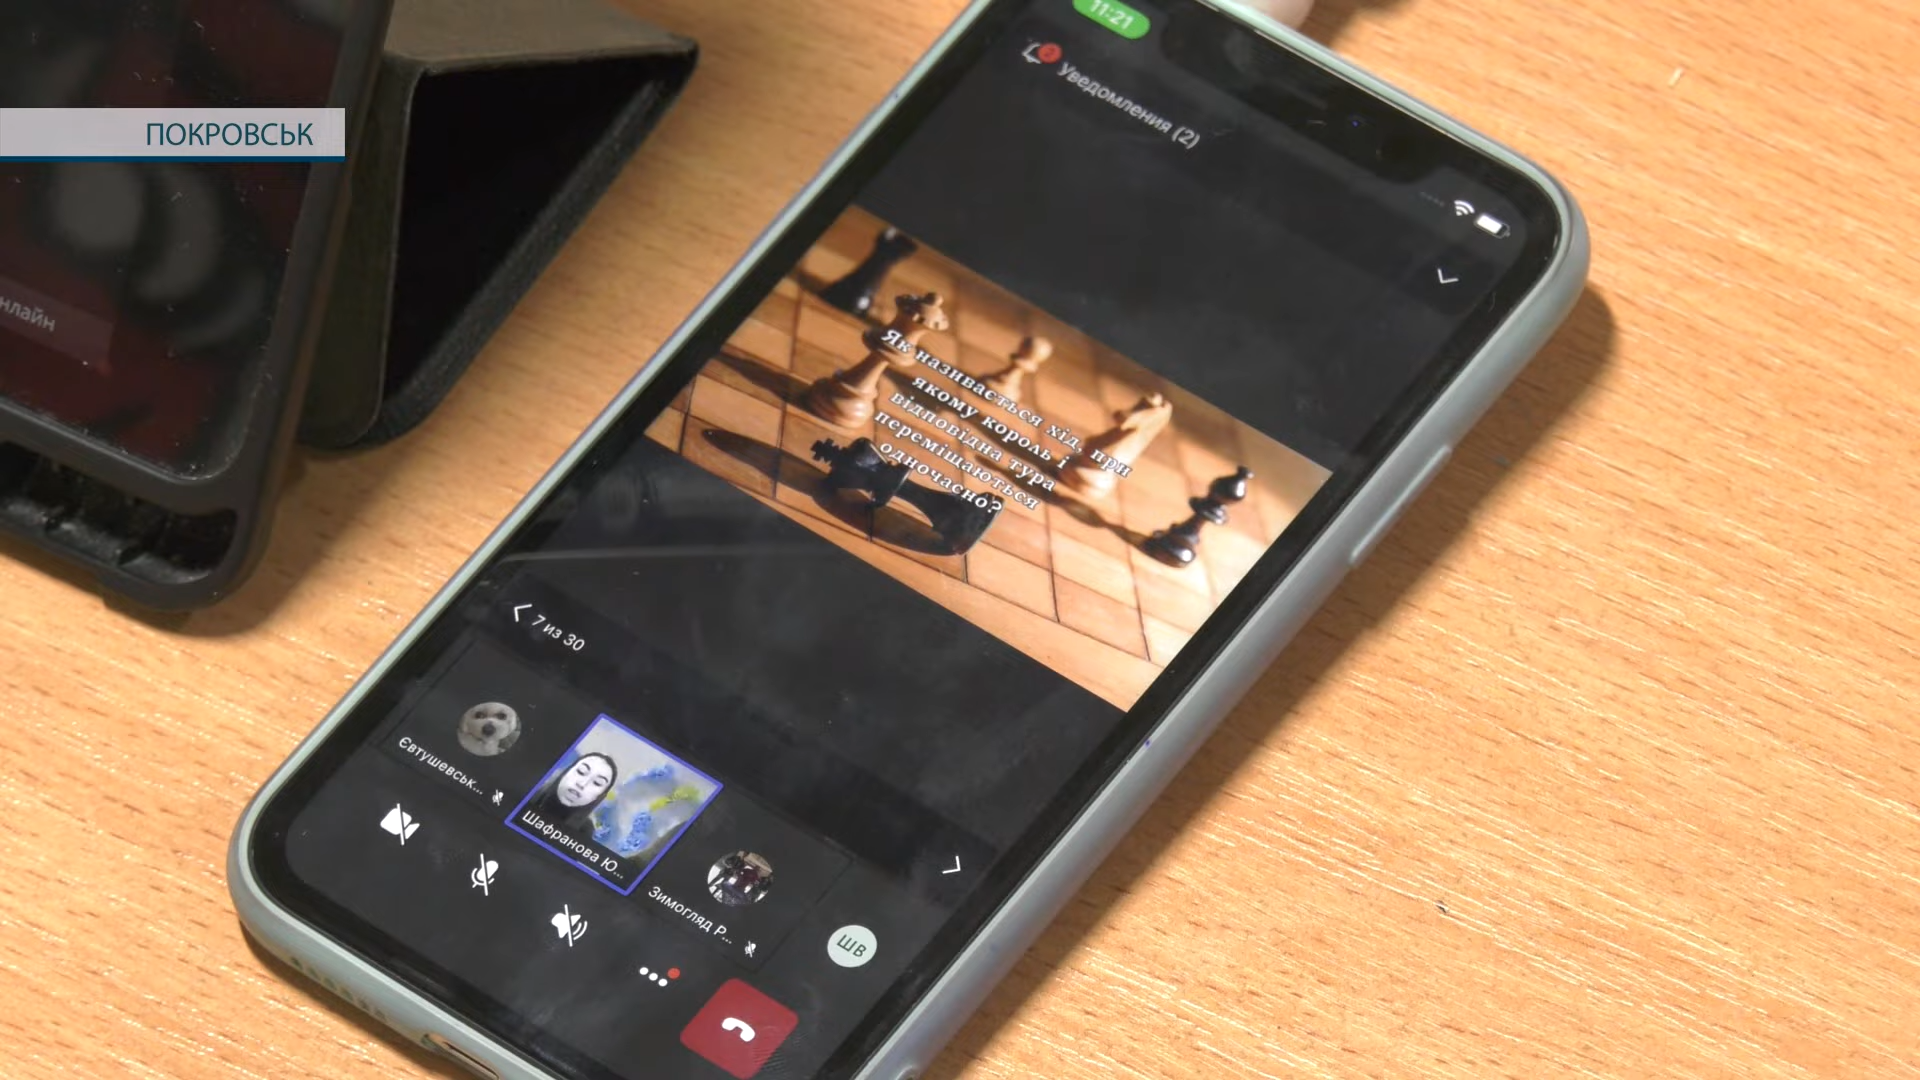 ПОКРОВСЬК
нлайн
11:21
2
Уведомления (2)
Як називається хід, при
якому король і
відповідна тура
переміщаються
одночасно?
7 из 30
Євтушевськ...
Шафранова Ю...
Зимогляд Р...
ШВ